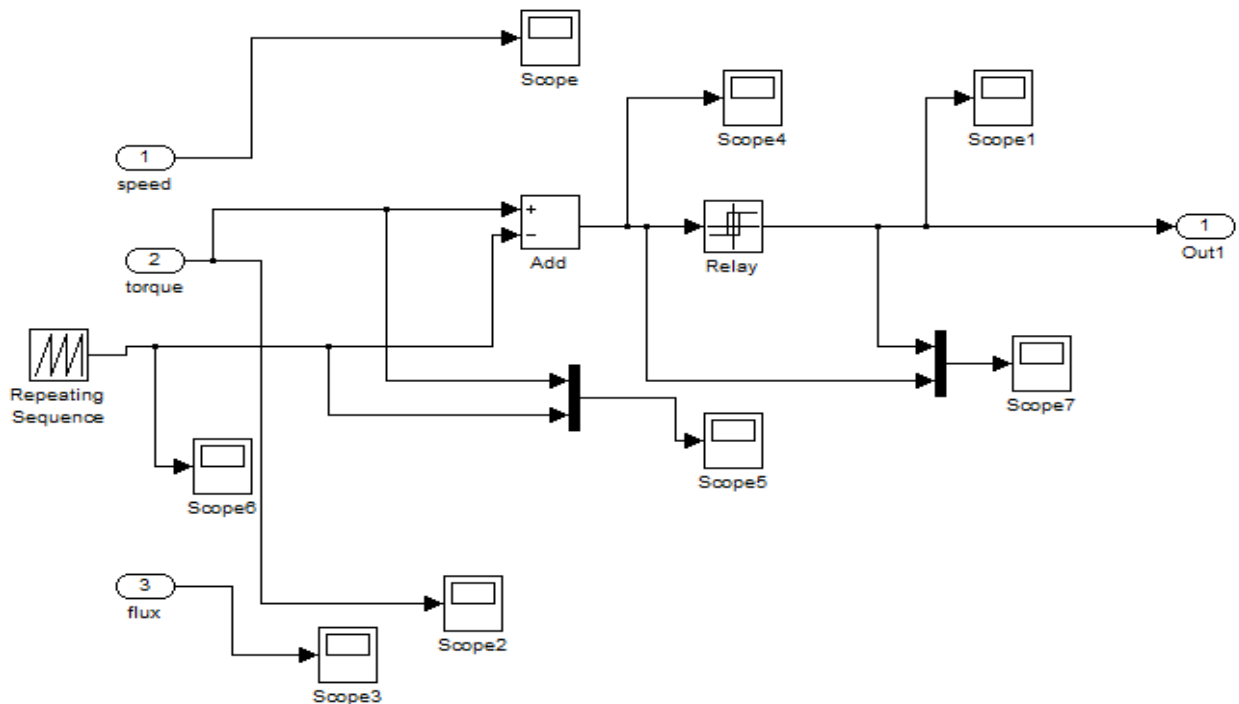 Scope
Scope4
Scope1
1
speed
+
−
Add
Relay
1
Out1
2
torque
Repeating
Sequence
Scope7
Scope5
Scope6
3
flux
Scope2
Scope3